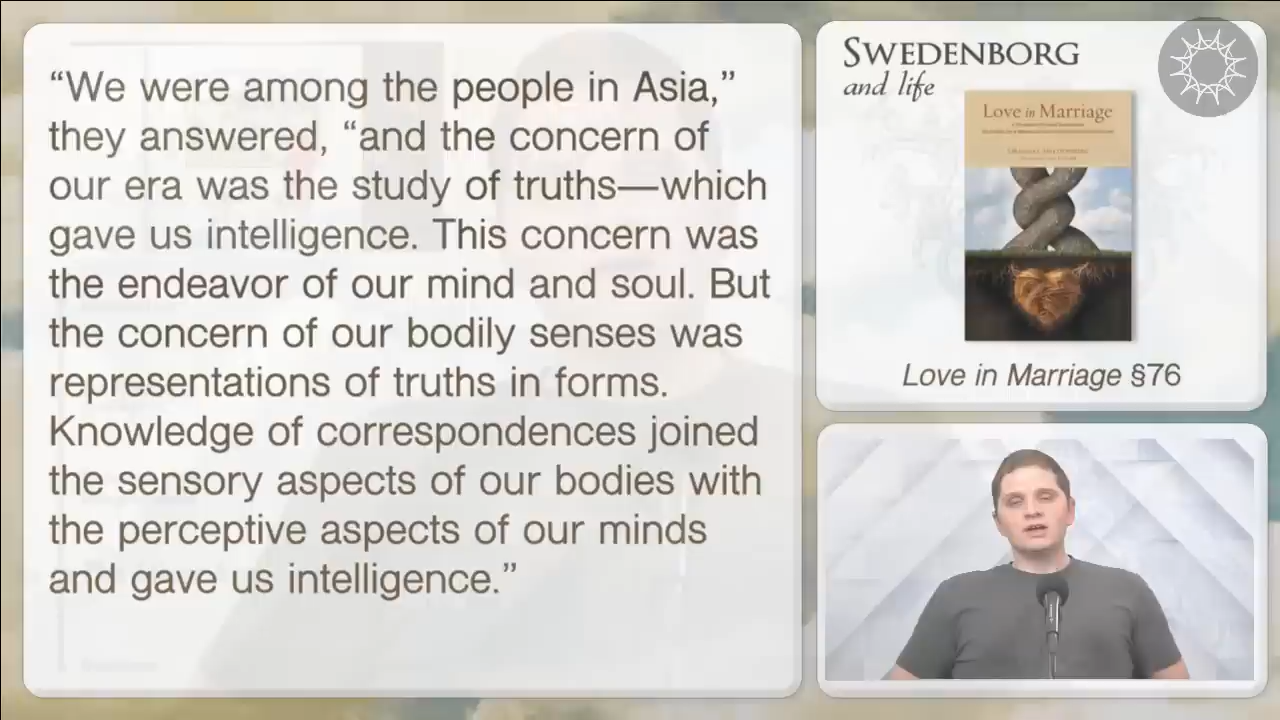 “We were among the people in Asia,”
they answered, “and the concern of
our era was the study of truths—which
gave us intelligence. This concern was
the endeavor of our mind and soul. But
the concern of our bodily senses was
representations of truths in forms.
Knowledge of correspondences joined
the sensory aspects of our bodies with
the perceptive aspects of our minds
and gave us intelligence.”
SWEDENBORG
and life
Love in Marriage
Love in Marriage §76